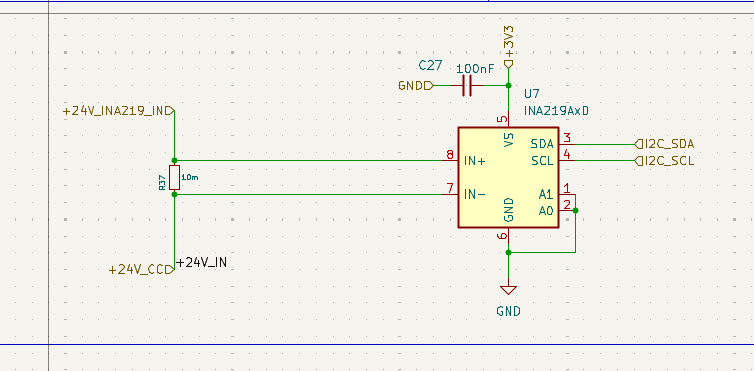 +3V3
C27
100nF
GND
U7
INA219AxD
+24V_INA219_IN
5
VS
3
SDA
I2C_SDA
8
IN+
4
SCL
I2C_SCL
R37
10m
7
IN-
1
A1
2
A0
GND
6
+24V_IN
+24V_CC
GND